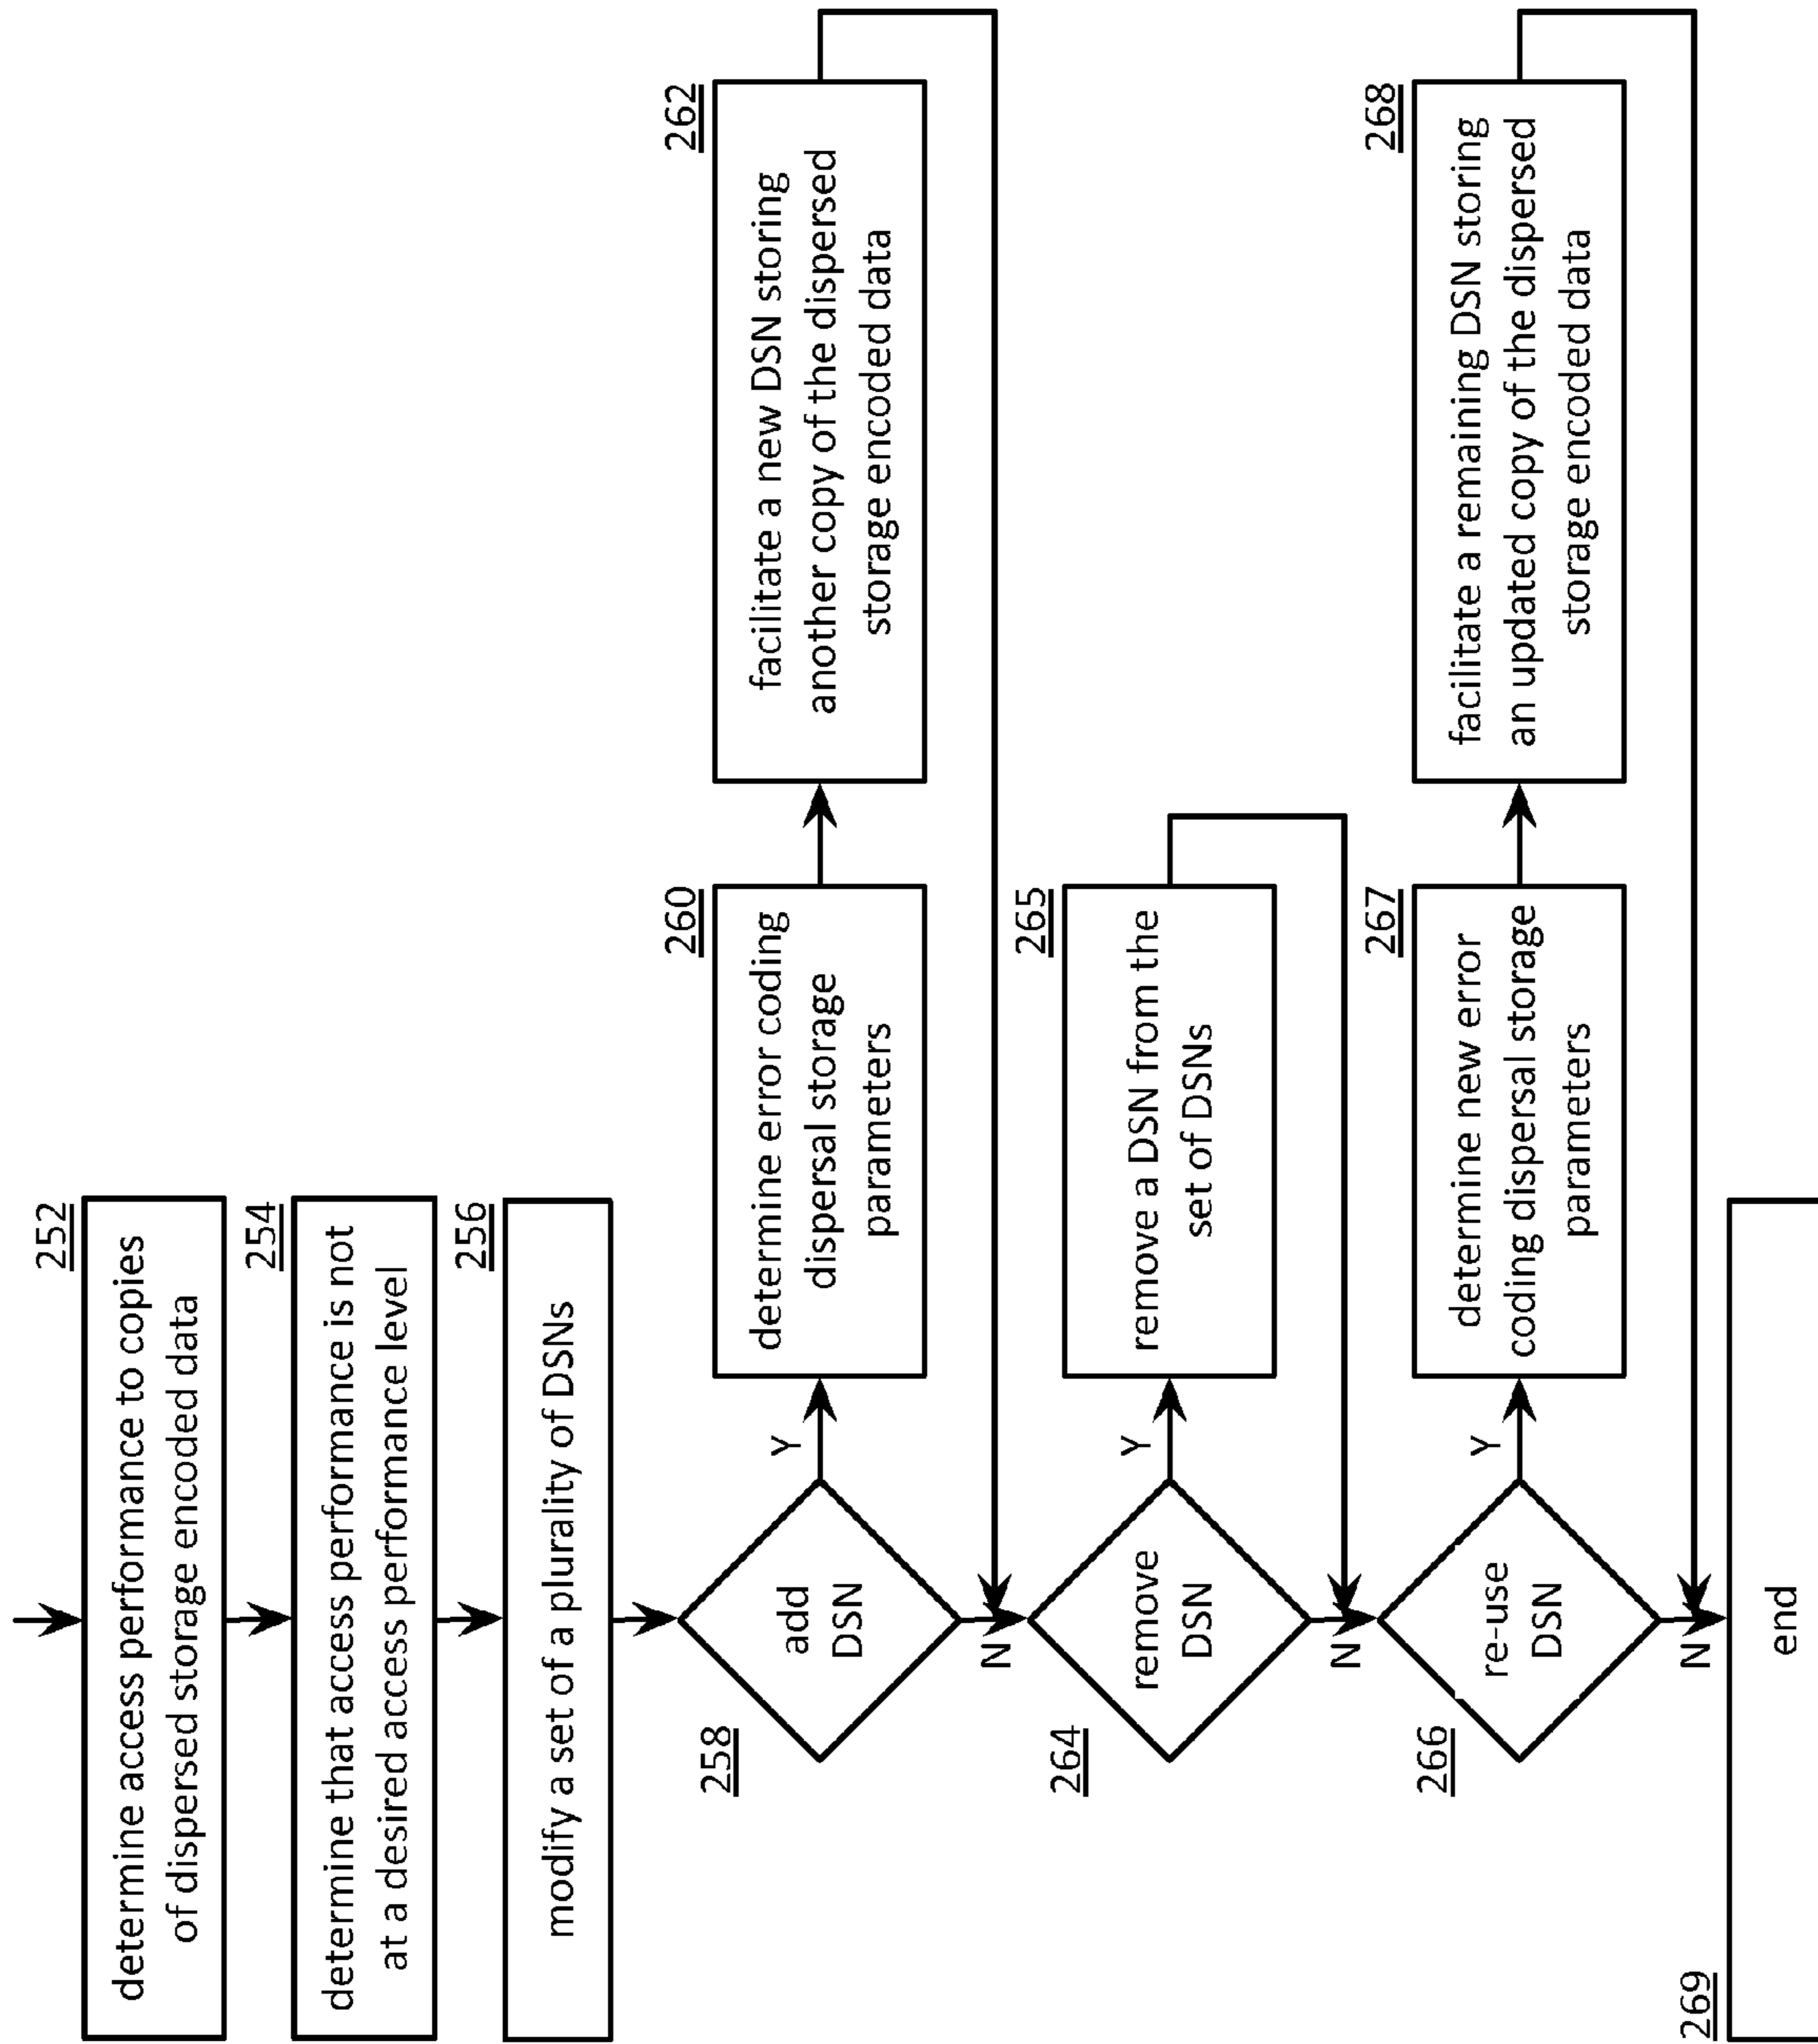 252
determine access performance to copies
of dispersed storage encoded data
254
determine that access performance is not
at a desired access performance level
256
modify a set of a plurality of DSNs
258
add
DSN
Y
N
260
determine error coding
dispersal storage
parameters
262
facilitate a new DSN storing
another copy of the dispersed
storage encoded data
264
remove
DSN
Y
N
265
remove a DSN from the
set of DSNs
266
re-use
DSN
Y
N
267
determine new error
coding dispersal storage
parameters
268
facilitate a remaining DSN storing
an updated copy of the dispersed
storage encoded data
269
end